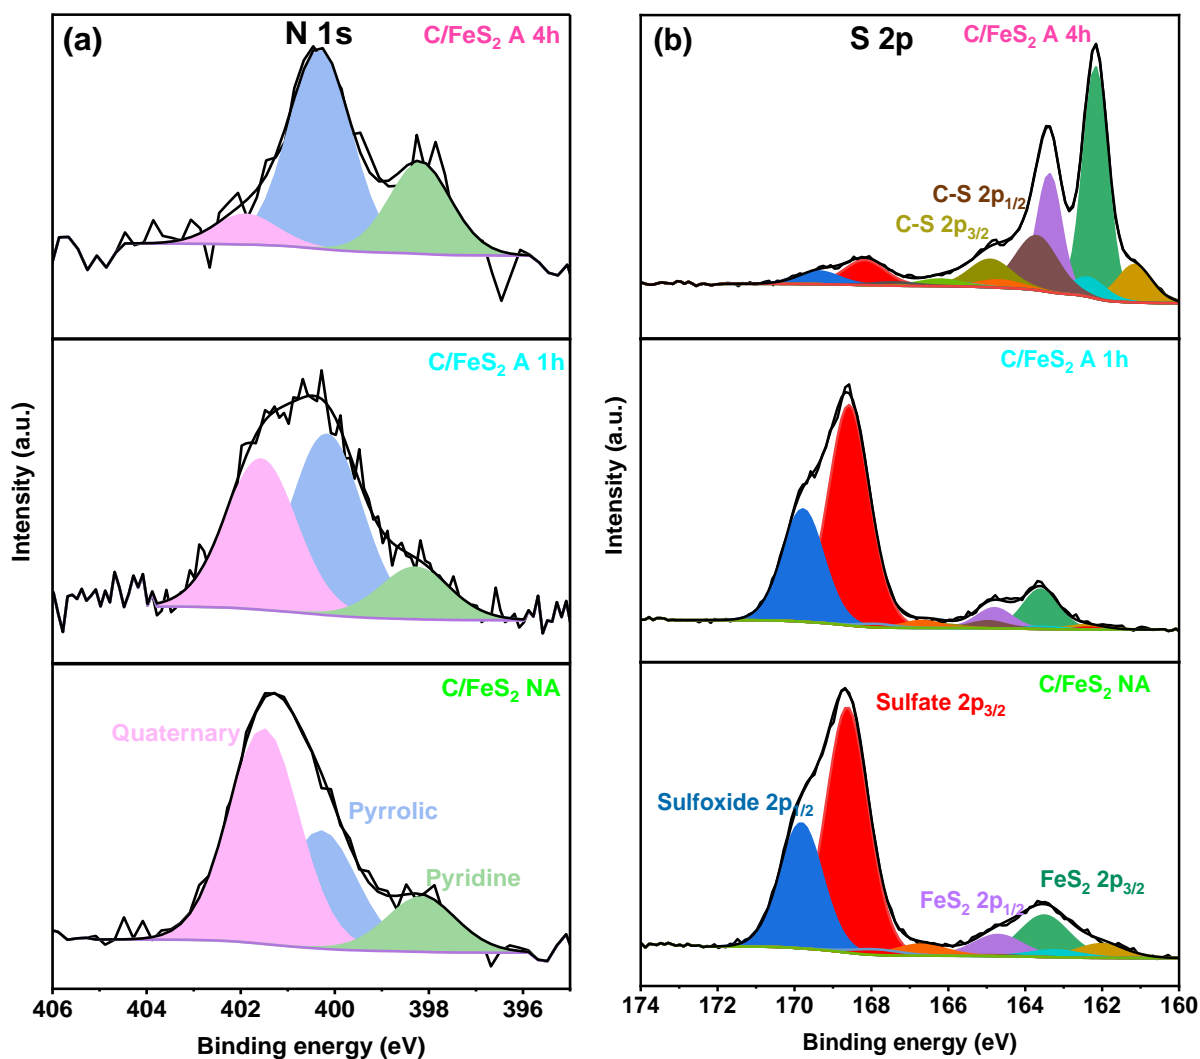 (a)
N 1s
C/FeS₂ A 4h
C/FeS₂ A 1h
C/FeS₂ NA
Quaternary
Pyrrolic
Pyridine
Intensity (a.u.)
406 404 402 400 398 396
Binding energy (eV)
(b)
S 2p
C/FeS₂ A 4h
C-S 2p1/2
C-S 2p3/2
C/FeS₂ A 1h
C/FeS₂ NA
Sulfate 2p3/2
Sulfoxide 2p1/2
FeS₂ 2p3/2
FeS₂ 2p1/2
Intensity (a.u.)
174 172 170 168 166 164 162 160
Binding energy (eV)